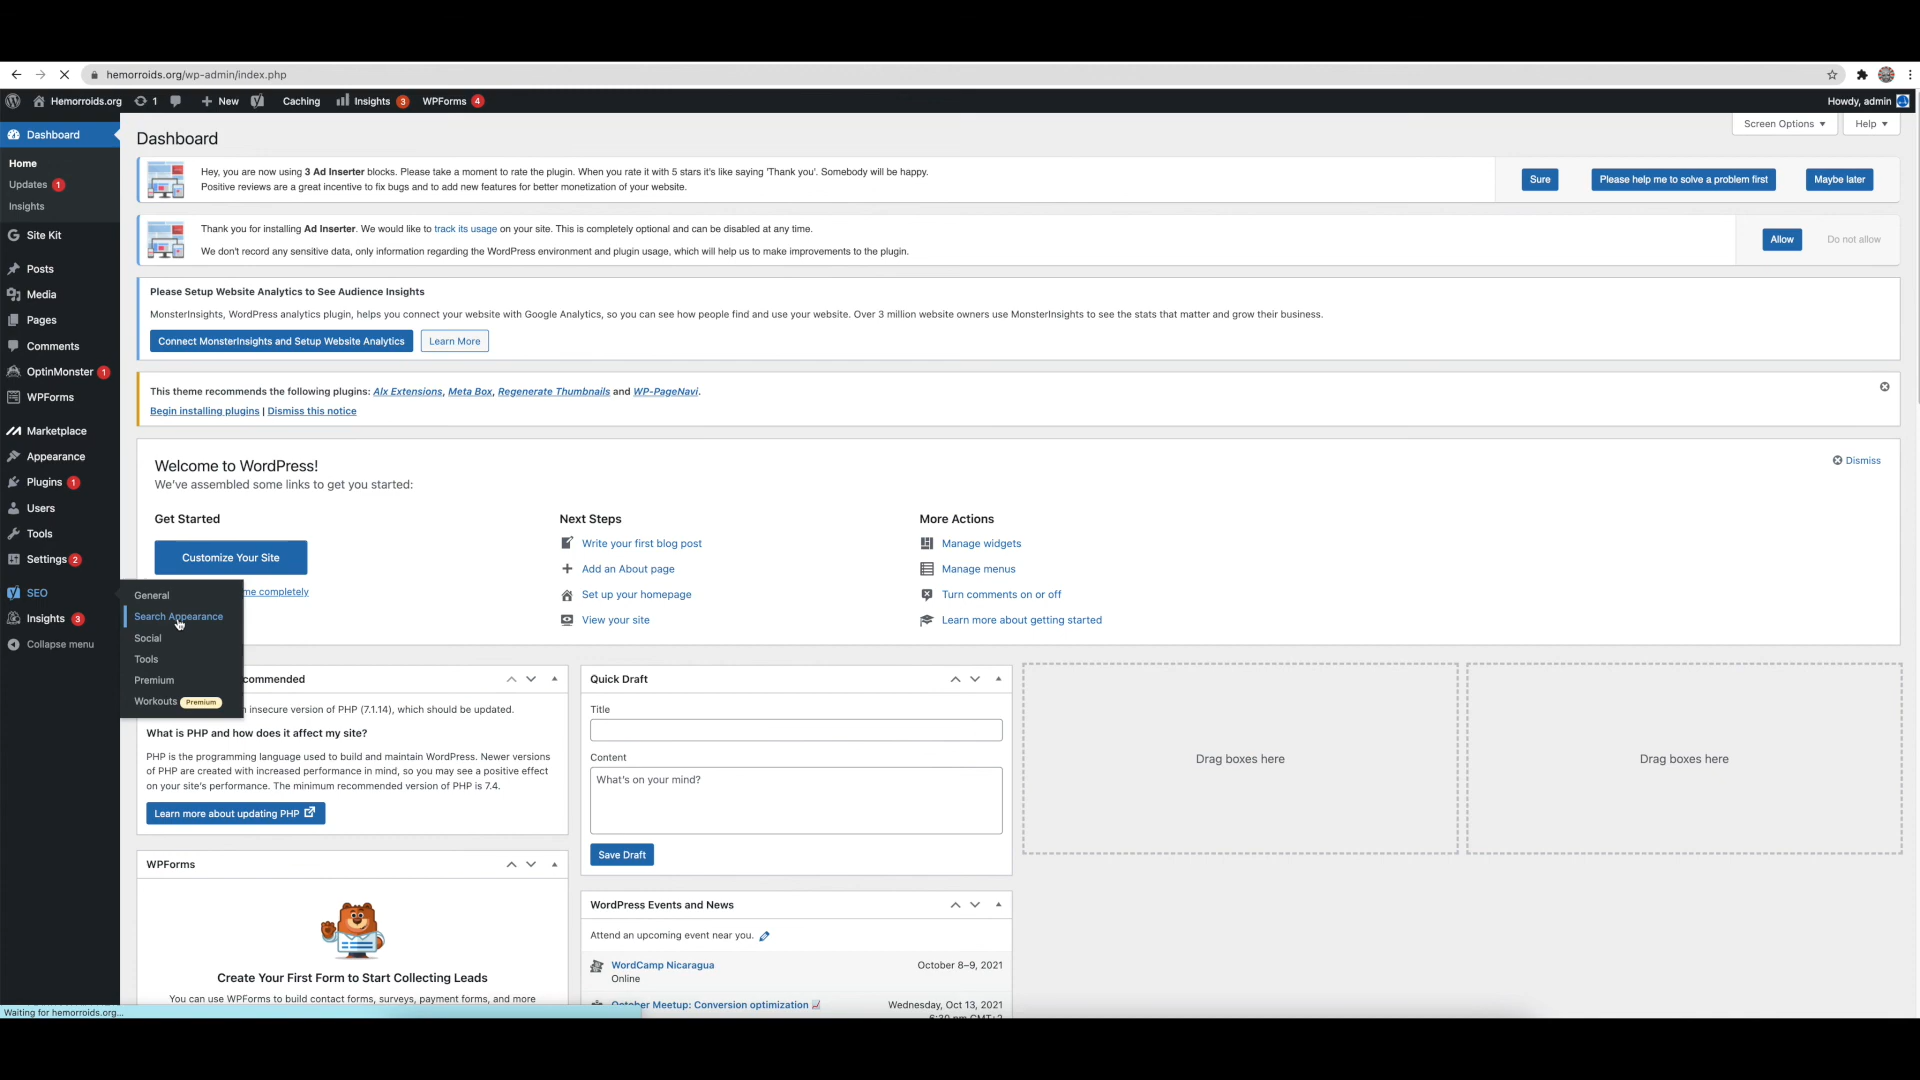 hemorroids.org/wp-admin/index.php
Hemorroids.org 1 New Caching Insights 3 WPForms 4 Howdy, admin
Screen Options Help
Dashboard
Home
Updates 1
Insights
Site Kit
Posts
Media
Pages
Comments
OptinMonster 1
WPForms
Marketplace
Appearance
Plugins 1
Users
Tools
Settings 2
SEO
Insights 3
Collapse menu
General
Search Appearance
Social
Tools
Premium
Workouts Premium
Dashboard
Hey, you are now using 3 Ad Inserter blocks. Please take a moment to rate the plugin. When you rate it with 5 stars it's like saying 'Thank you'. Somebody will be happy.
Positive reviews are a great incentive to fix bugs and to add new features for better monetization of your website.
Sure Please help me to solve a problem first Maybe later
Thank you for installing Ad Inserter. We would like to track its usage on your site. This is completely optional and can be disabled at any time.
We don't record any sensitive data, only information regarding the WordPress environment and plugin usage, which will help us to make improvements to the plugin.
Allow Do not allow
Please Setup Website Analytics to See Audience Insights
MonsterInsights, WordPress analytics plugin, helps you connect your website with Google Analytics, so you can see how people find and use your website. Over 3 million website owners use MonsterInsights to see the stats that matter and grow their business.
Connect MonsterInsights and Setup Website Analytics Learn More
This theme recommends the following plugins: Alx Extensions, Meta Box, Regenerate Thumbnails and WP-PageNavi.
Begin installing plugins | Dismiss this notice
Welcome to WordPress!
Dismiss
We've assembled some links to get you started:
Get Started
Customize Your Site
me completely
Next Steps
Write your first blog post
Add an About page
Set up your homepage
View your site
More Actions
Manage widgets
Manage menus
Turn comments on or off
Learn more about getting started
commended
insecure version of PHP (7.1.14), which should be updated.
What is PHP and how does it affect my site?
PHP is the programming language used to build and maintain WordPress. Newer versions
of PHP are created with increased performance in mind, so you may see a positive effect
on your site's performance. The minimum recommended version of PHP is 7.4.
Learn more about updating PHP
WPForms
Create Your First Form to Start Collecting Leads
You can use WPForms to build contact forms, surveys, payment forms, and more
Quick Draft
Title
Content
What's on your mind?
Save Draft
WordPress Events and News
Attend an upcoming event near you.
WordCamp Nicaragua October 8–9, 2021
Online
October Meetup: Conversion optimization Wednesday, Oct 13, 2021
6:30 pm GMT+2
Drag boxes here
Drag boxes here
Waiting for hemorroids.org...